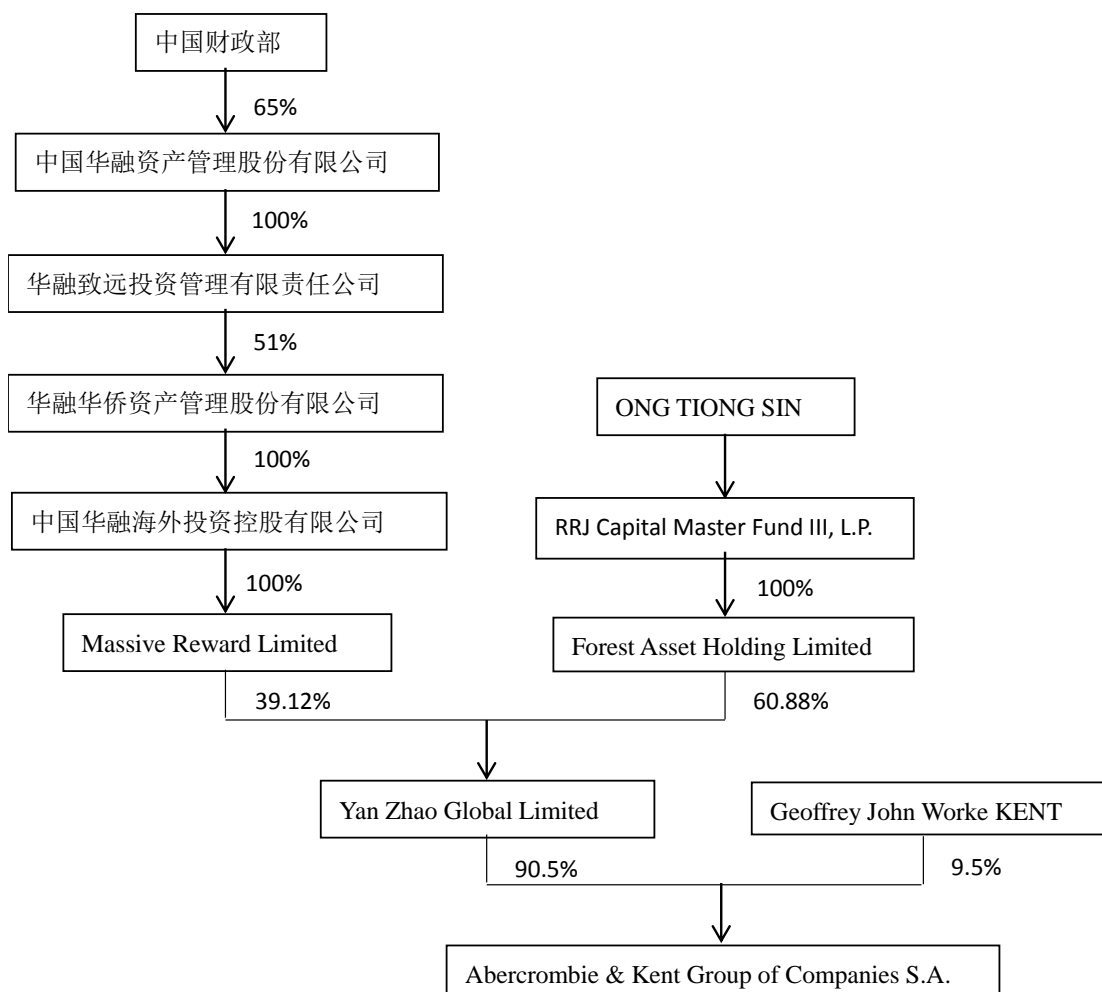 中国财政部
65%
中国华融资产管理股份有限公司
100%
华融致远投资管理有限责任公司
51%
华融华侨资产管理股份有限公司
ONG TIONG SIN
100%
中国华融海外投资控股有限公司
RRJ Capital Master Fund III, L.P.
100%
100%
Massive Reward Limited
Forest Asset Holding Limited
39.12%
60.88%
Yan Zhao Global Limited
Geoffrey John Worke KENT
90.5%
9.5%
Abercrombie & Kent Group of Companies S.A.